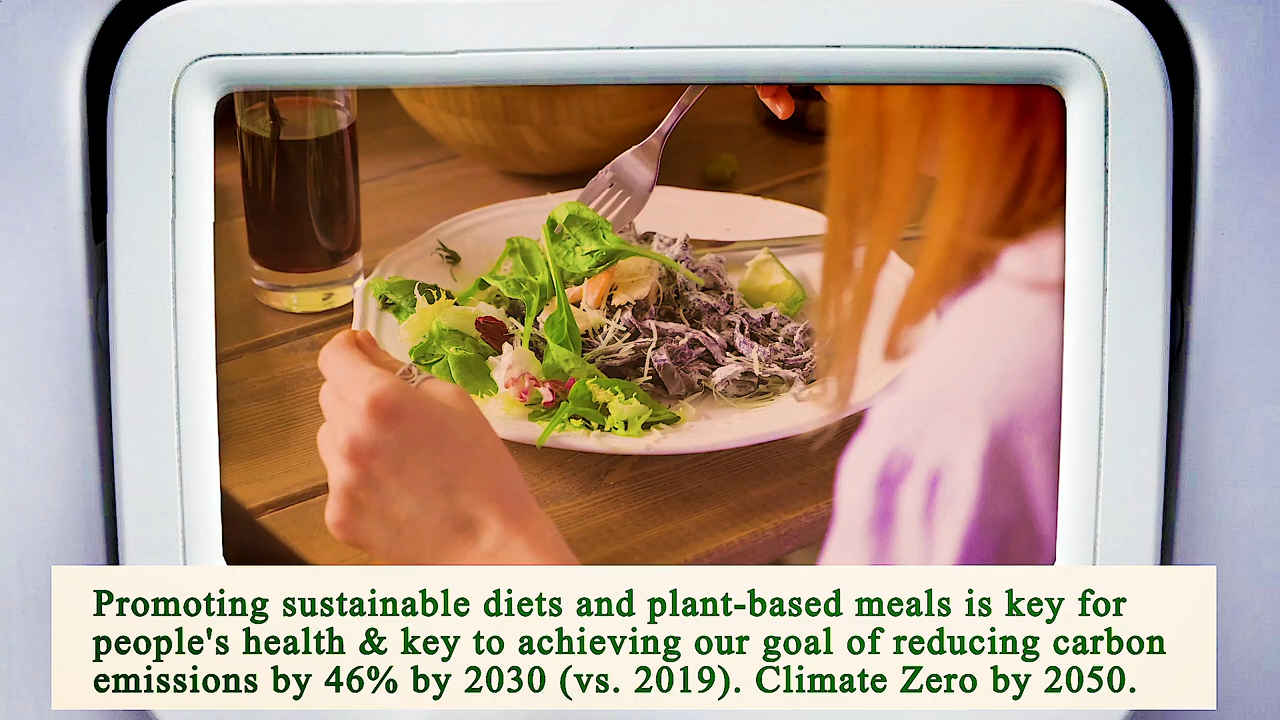 Promoting sustainable diets and plant-based meals is key for
people's health & key to achieving our goal of reducing carbon
emissions by 46% by 2030 (vs. 2019). Climate Zero by 2050.